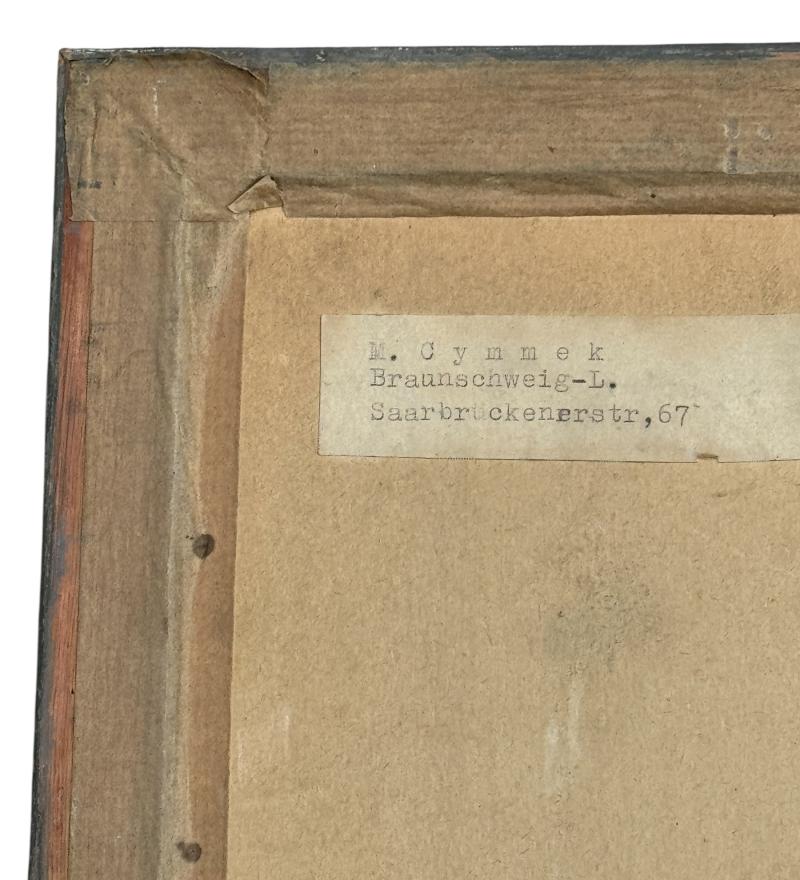 M. C y m m e k
Braunschweig-L.
Saarbrückenerstr,67